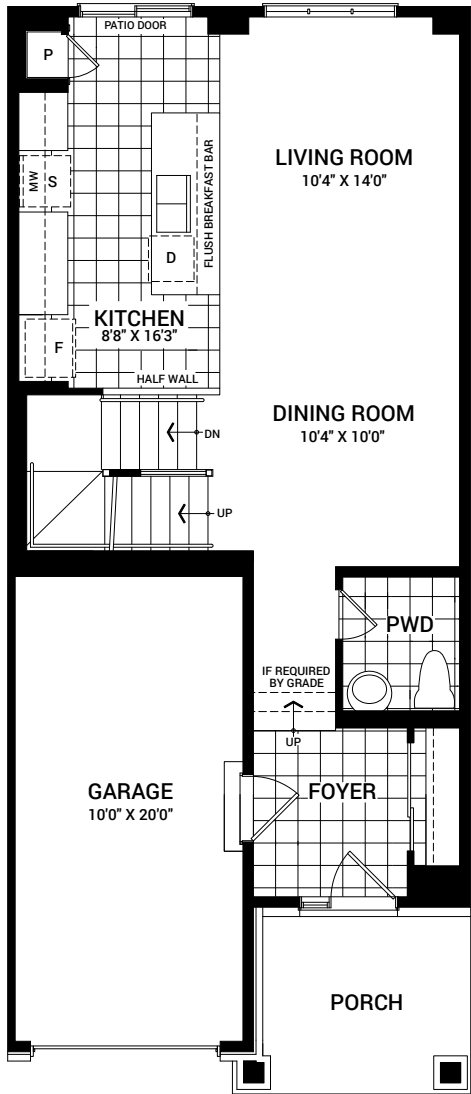 PATIO DOOR
P
MW
S
FLUSH BREAKFAST BAR
D
LIVING ROOM
10'4" X 14'0"
KITCHEN
8'8" X 16'3"
F
HALF WALL
DN
DINING ROOM
10'4" X 10'0"
UP
PWD
IF REQUIRED
BY GRADE
UP
GARAGE
10'0" X 20'0"
FOYER
PORCH